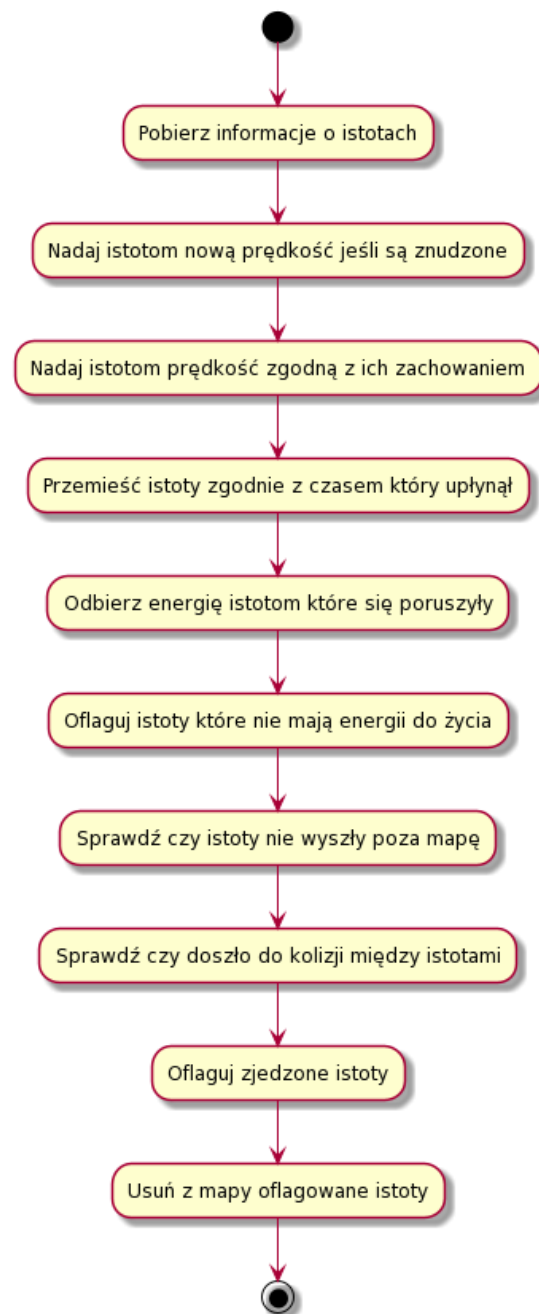 Pobierz informacje o istotach
Nadaj istotom nową prędkość jeśli są znudzone
Nadaj istotom prędkość zgodną z ich zachowaniem
Przemieść istoty zgodnie z czasem który upłynął
Odbierz energię istotom które się poruszyły
Oflaguj istoty które nie mają energii do życia
Sprawdź czy istoty nie wyszły poza mapę
Sprawdź czy doszło do kolizji między istotami
Oflaguj zjedzone istoty
Usuń z mapy oflagowane istoty